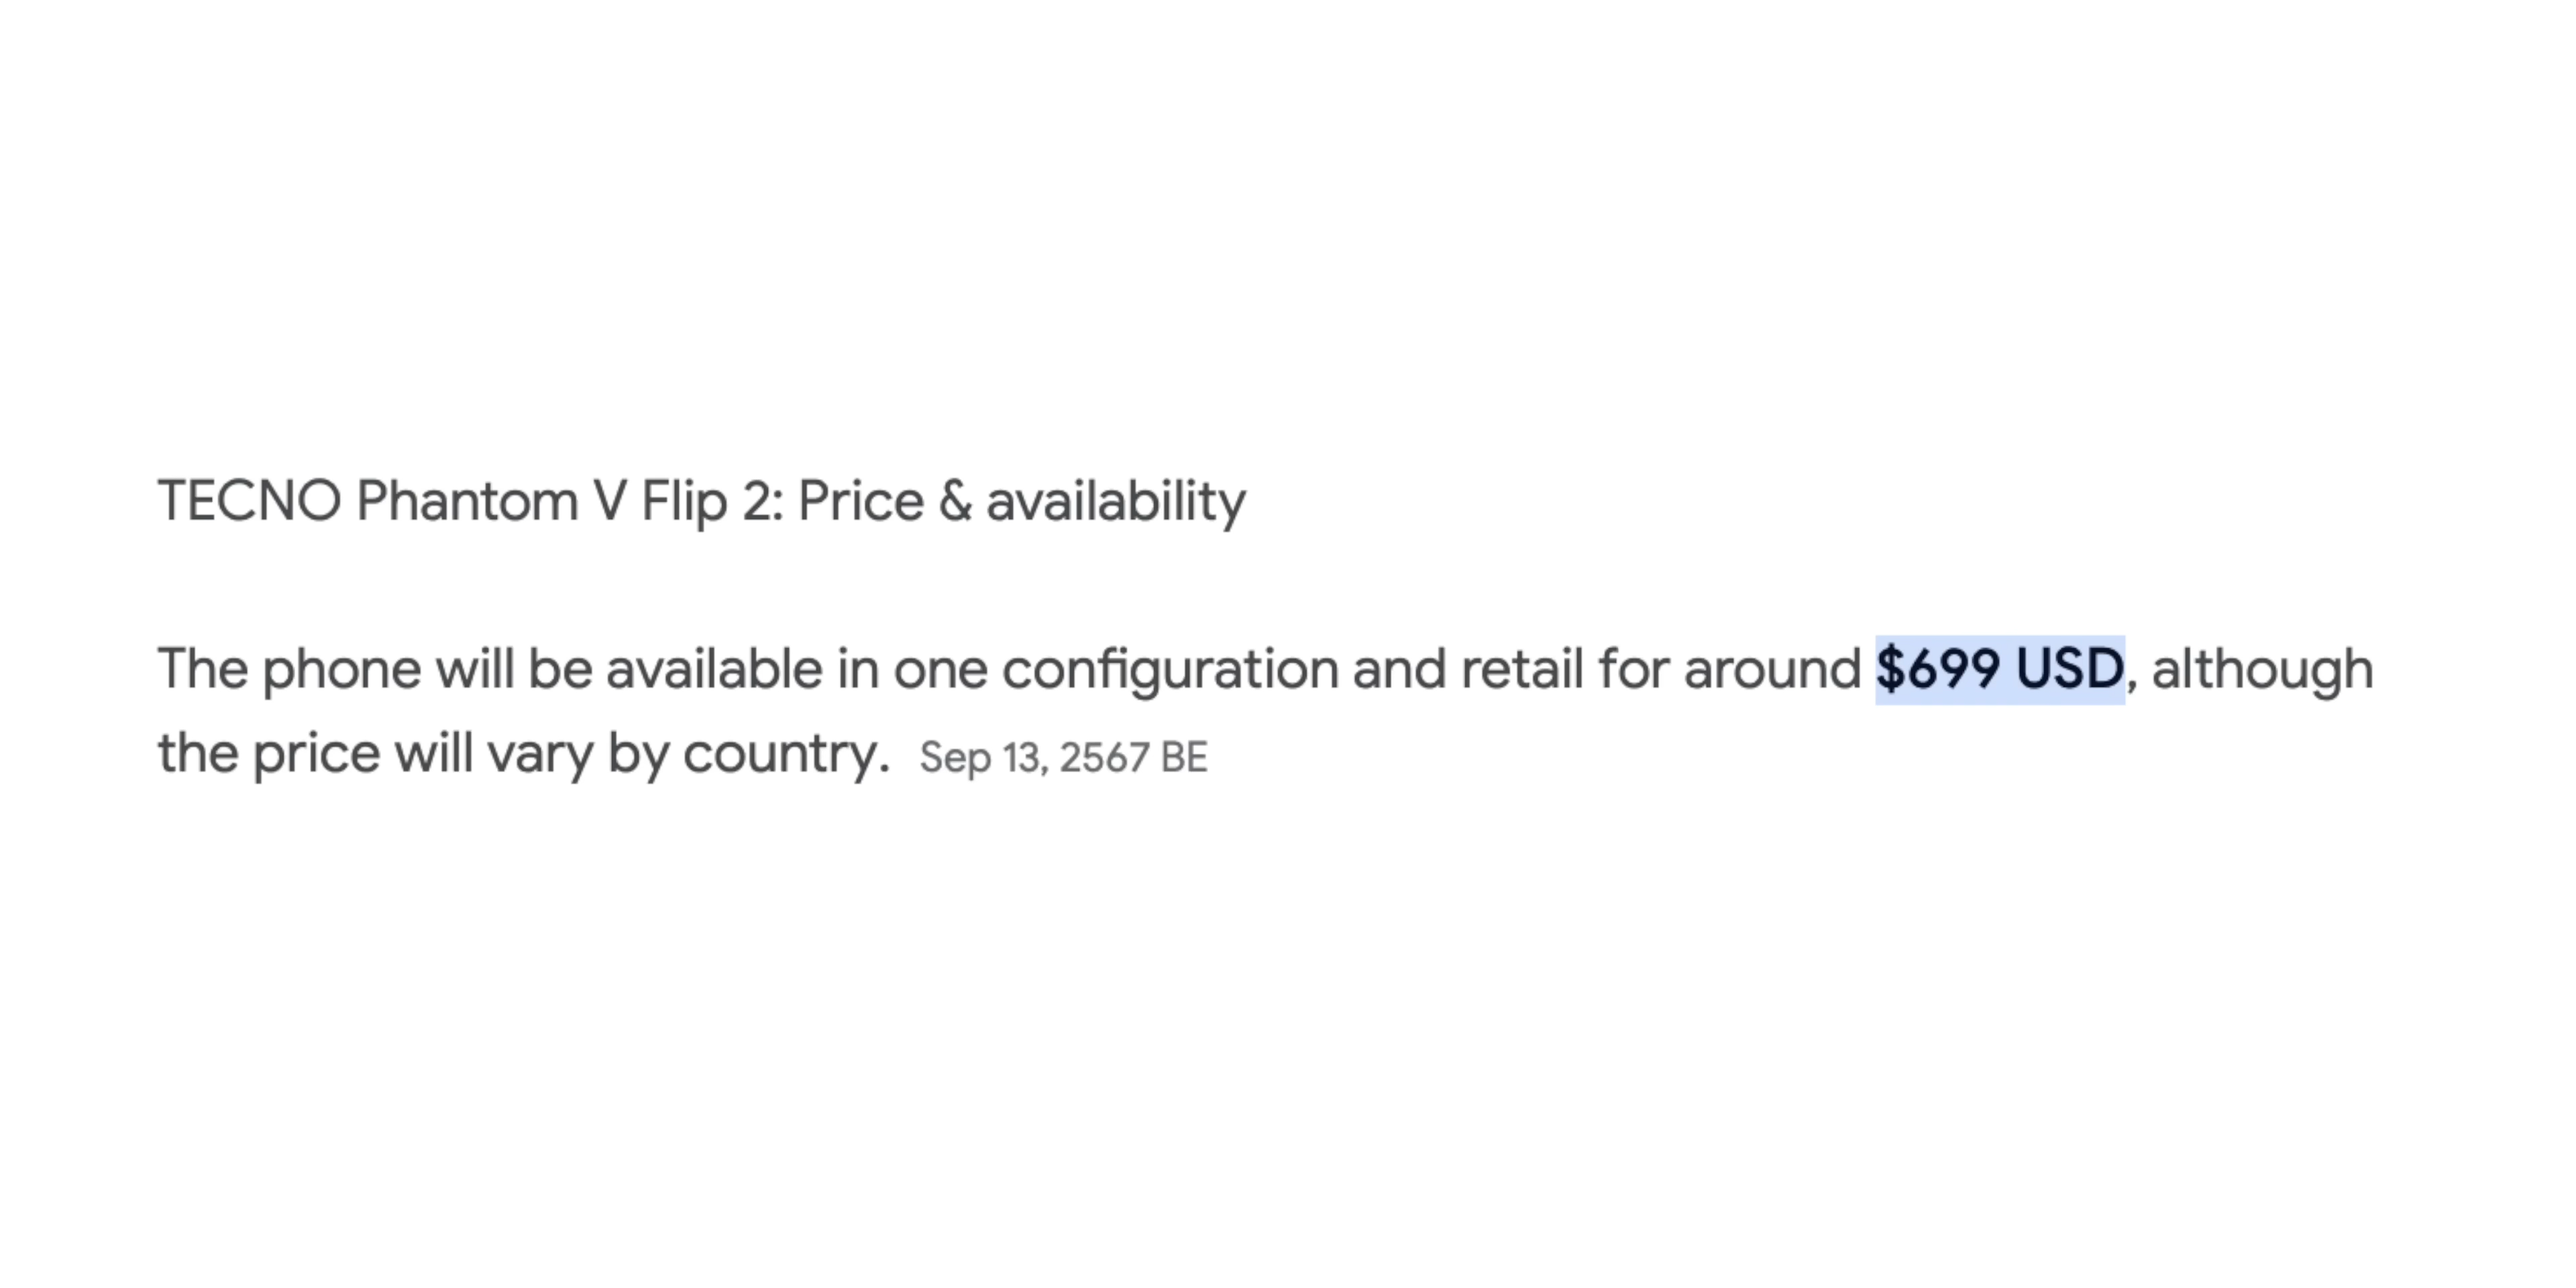 TECNO Phantom V Flip 2: Price & availability
The phone will be available in one configuration and retail for around $699 USD, although
the price will vary by country. Sep 13, 2567 BE